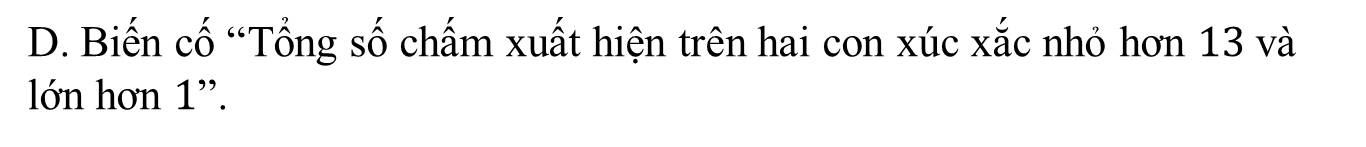 D. Biến cố “Tổng số chấm xuất hiện trên hai con xúc xắc nhỏ hơn 13 và
lớn hơn 1”.